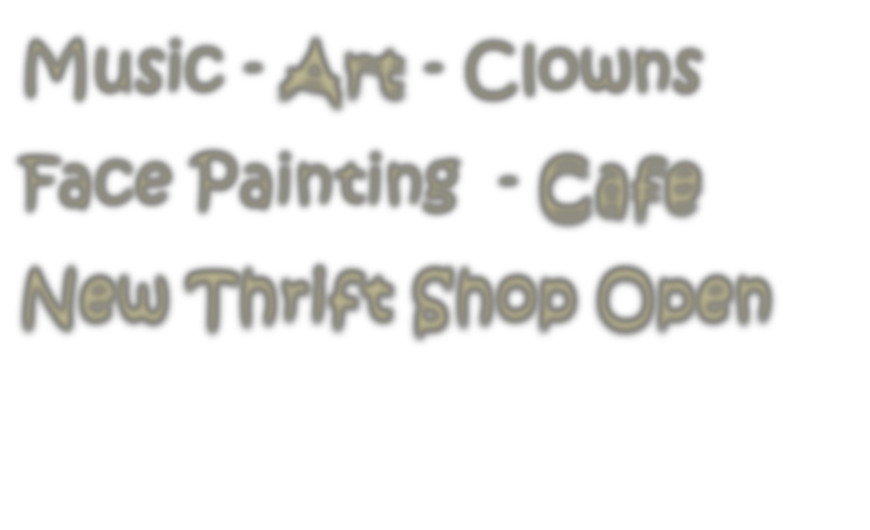 Music - Art - Clowns
Face Painting - Cafe
New Thrift Shop Open